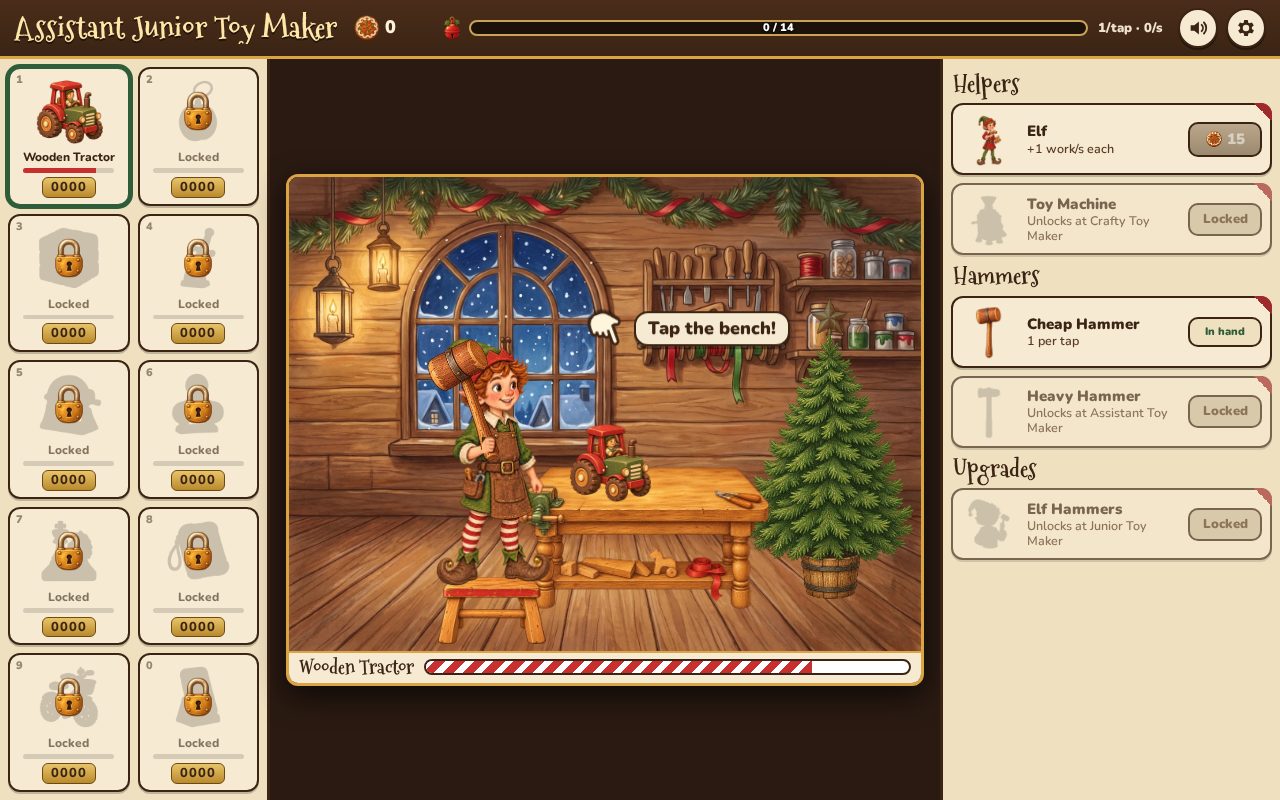 Assistant Junior Toy Maker
0
0 / 14
1/tap · 0/s
1
Wooden Tractor
0000
2
Locked
0000
3
Locked
0000
4
Locked
0000
5
Locked
0000
6
Locked
0000
7
Locked
0000
8
Locked
0000
9
Locked
0000
0
Locked
0000
Tap the bench!
Wooden Tractor
Helpers
Elf
+1 work/s each
15
Toy Machine
Unlocks at Crafty Toy
Maker
Locked
Hammers
Cheap Hammer
1 per tap
In hand
Heavy Hammer
Unlocks at Assistant Toy
Maker
Locked
Upgrades
Elf Hammers
Unlocks at Junior Toy
Maker
Locked